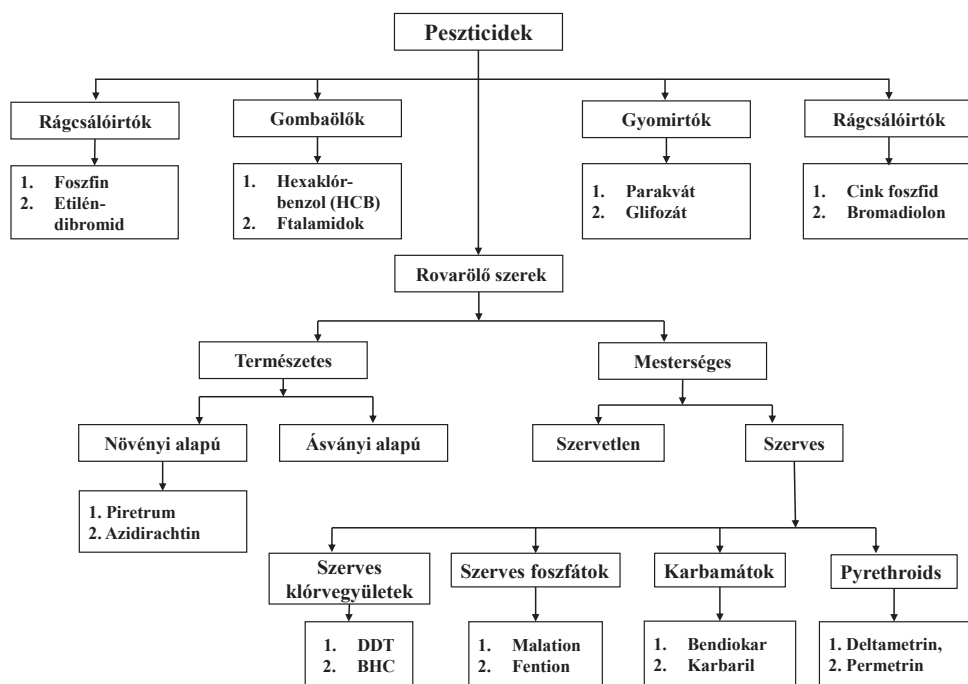 Peszticidek
Rágcsálóirtók
Gombaölők
Gyomirtók
Rágcsálóirtók
1. Foszfin
2. Etilén-
dibromid
1. Hexaklór-
benzol (HCB)
2. Ftalamidok
1. Parakvát
2. Glifozát
1. Cink foszfid
2. Bromadiolon
Rovarölő szerek
Természetes
Mesterséges
Növényi alapú
Ásványi alapú
Szervetlen
Szerves
1. Piretrum
2. Azidirachtin
Szerves
klórvegyületek
Szerves foszfátok
Karbamátok
Pyrethroids
1. DDT
2. BHC
1. Malation
2. Fention
1. Bendiokar
2. Karbaril
1. Deltametrin,
2. Permetrin